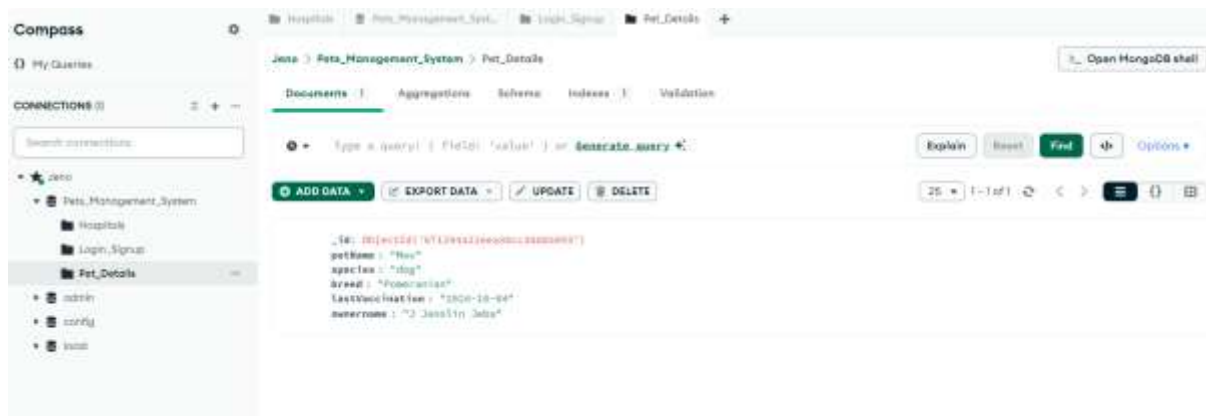 Compass
My Queries
CONNECTIONS (1)
Search connections
Jeno
Pets_Management_System
Hospitals
Login_Signup
Pet_Details
admin
config
local
Hospitals
Pets_Management_Syst...
Login_Signup
Pet_Details
Jeno > Pets_Management_System > Pet_Details
>_ Open MongoDB shell
Documents 1 Aggregations Schema Indexes 1 Validation
Type a query: { field: 'value' } or Generate query
Explain Reset Find </> Options
ADD DATA EXPORT DATA UPDATE DELETE
25 1-1 of 1
_id: ObjectId(
petName :
species : "dog"
breed : "Pomeranian"
lastVaccination :
ownername :